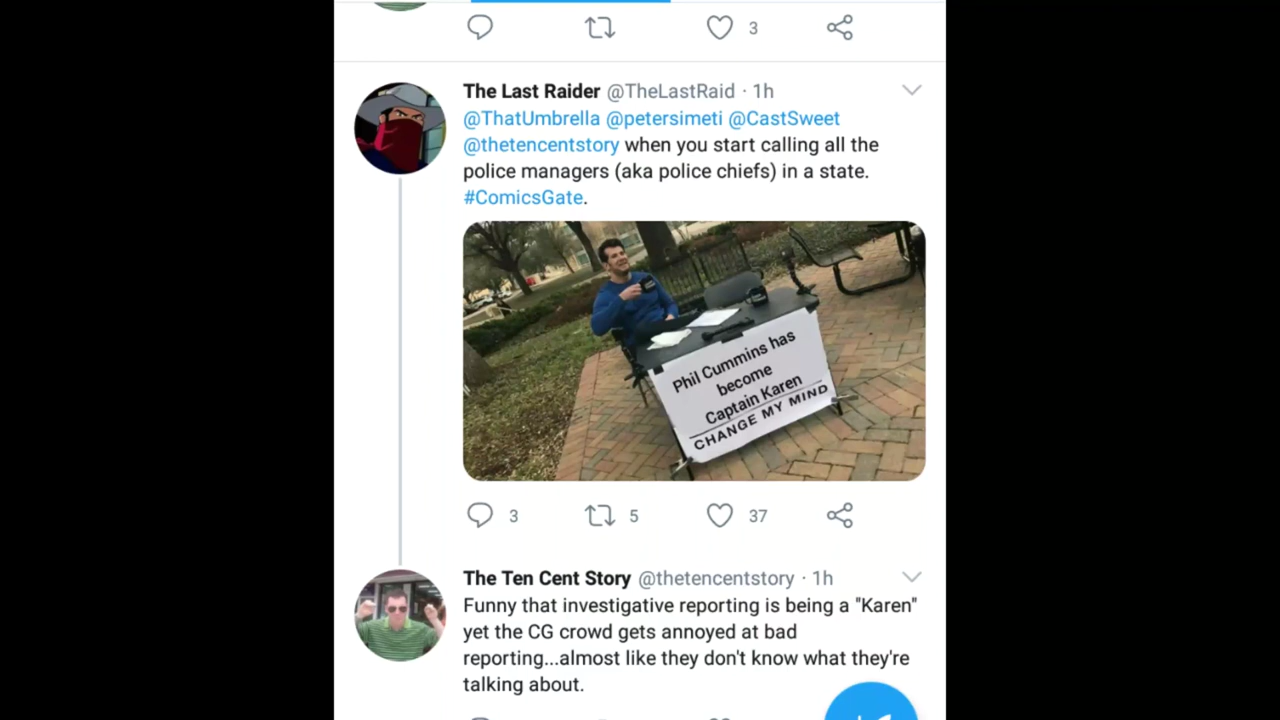 3
The Last Raider @TheLastRaid · 1h
@ThatUmbrella @petersimeti @CastSweet
@thetencentstory when you start calling all the
police managers (aka police chiefs) in a state.
#ComicsGate.
Phil Cummins has
become
Captain Karen
CHANGE MY MIND
3 5 37
The Ten Cent Story @thetencentstory · 1h
Funny that investigative reporting is being a "Karen"
yet the CG crowd gets annoyed at bad
reporting...almost like they don't know what they're
talking about.